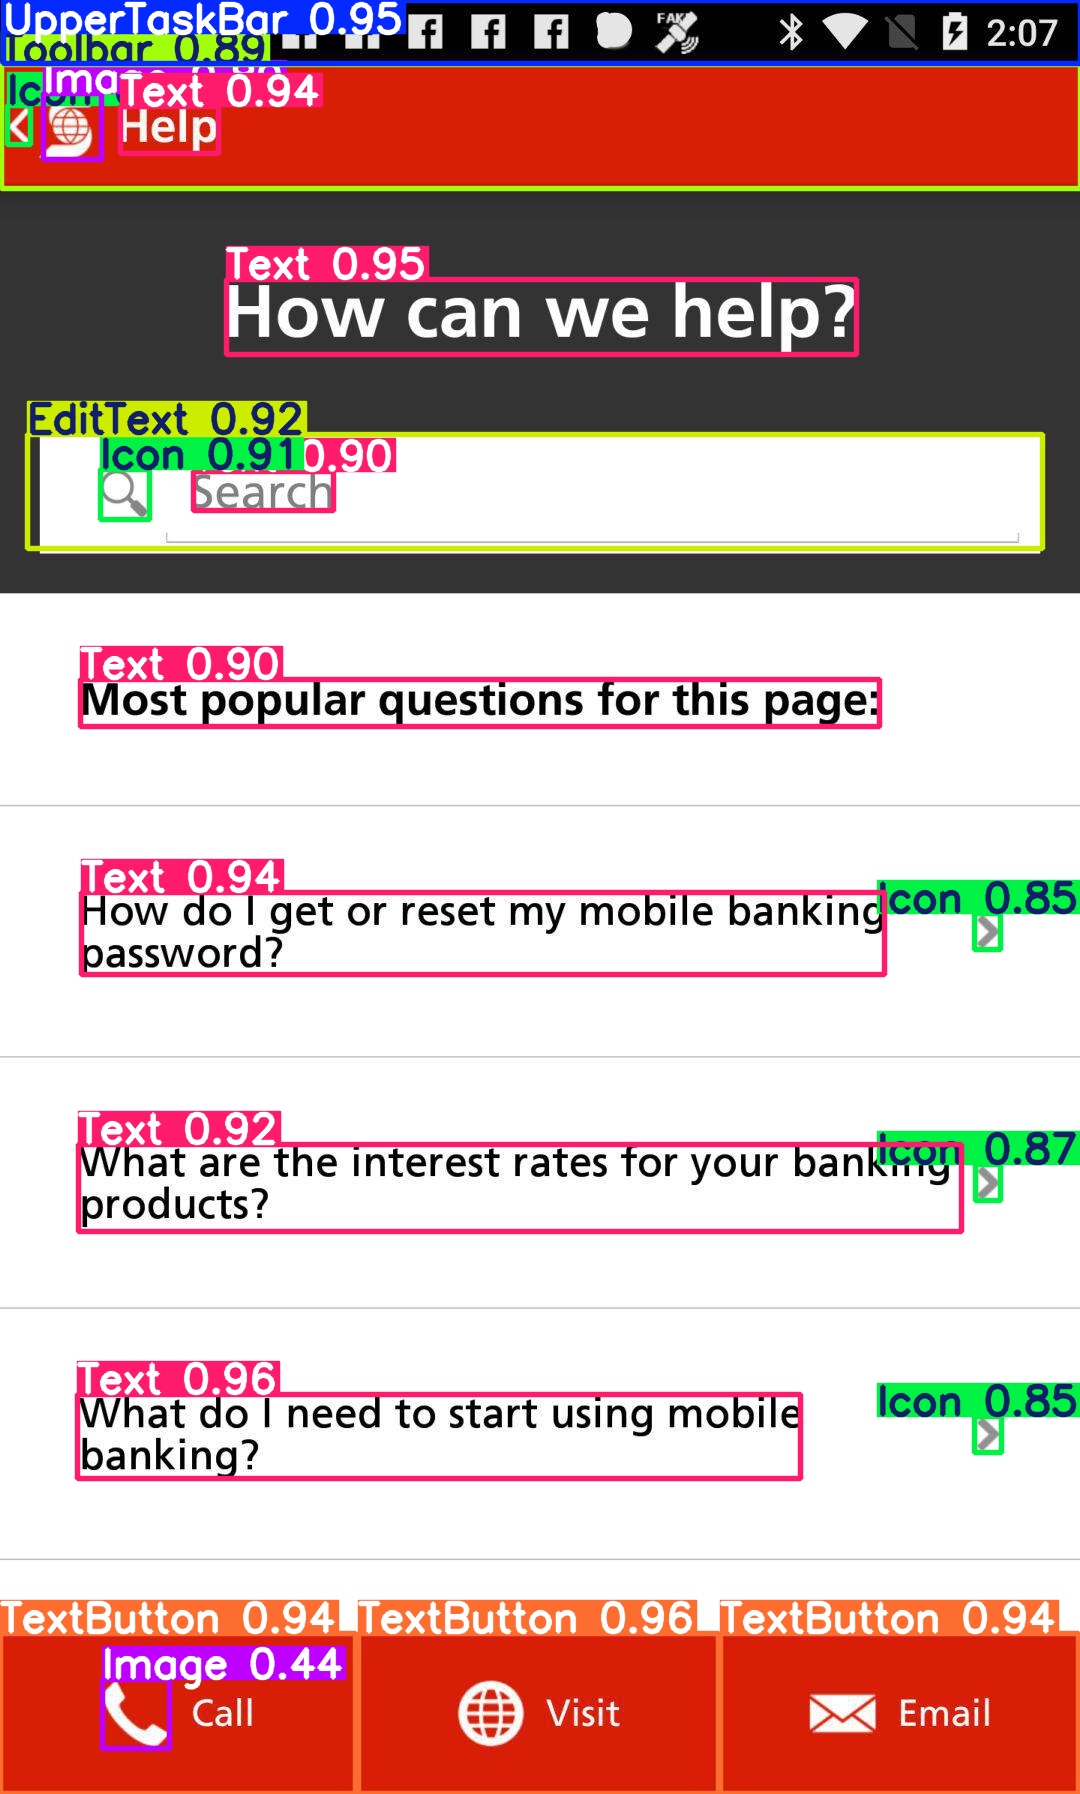 UpperTaskBar 0.95
2:07
Toolbar 0.89
Text 0.94
Help
Text 0.95
How can we help?
EditText 0.92
Icon 0.91
0.90
Search
Text 0.90
Most popular questions for this page:
Text 0.94
Icon 0.85
How do I get or reset my mobile banking
password?
Text 0.92
Icon 0.87
What are the interest rates for your banking
products?
Text 0.96
Icon 0.85
What do I need to start using mobile
banking?
TextButton 0.94
TextButton 0.96
TextButton 0.94
Image 0.44
Call
Visit
Email